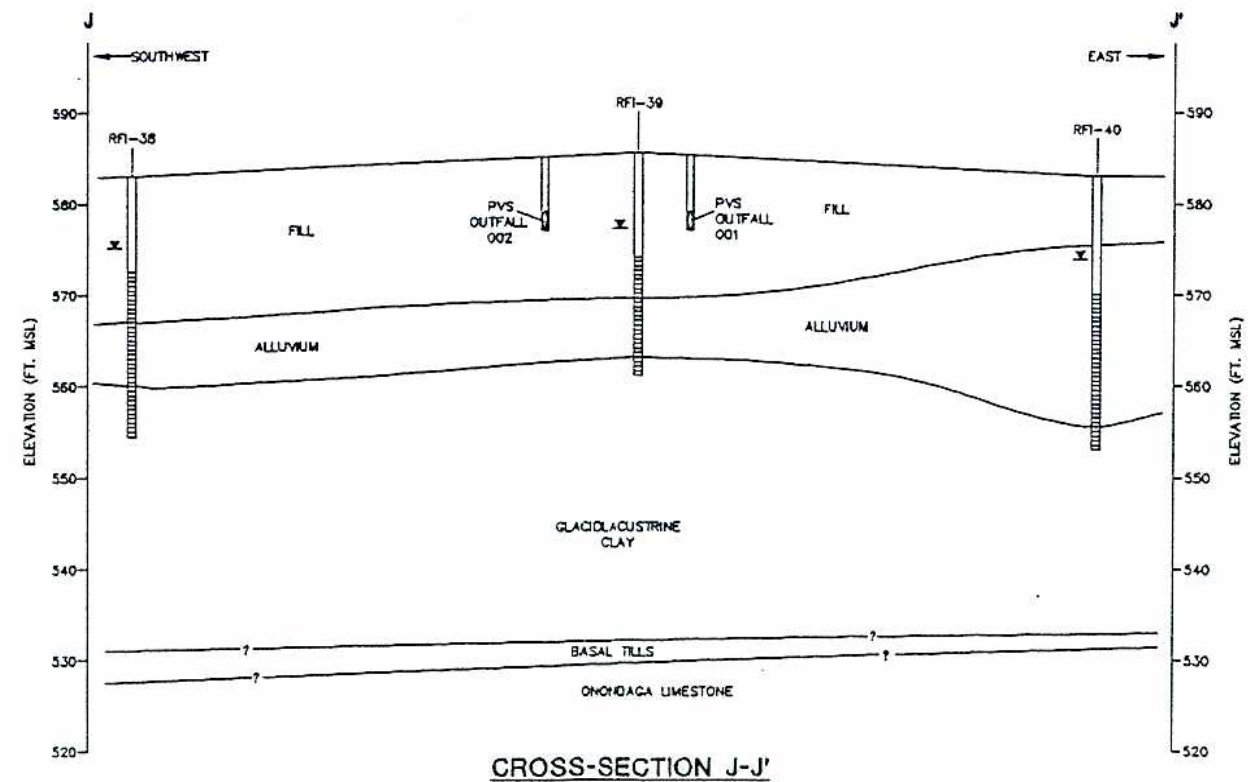 J
J'
SOUTHWEST
EAST
RFI-38
RFI-39
RFI-40
590
590
580
580
570
570
560
560
550
550
540
540
530
530
520
520
ELEVATION (FT. MSL)
ELEVATION (FT. MSL)
PVS
OUTFALL
002
PVS
OUTFALL
001
FILL
FILL
ALLUVIUM
ALLUVIUM
GLACIOLACUSTRINE
CLAY
?
?
BASAL TILLS
?
?
ONONDAGA LIMESTONE
CROSS-SECTION J-J'